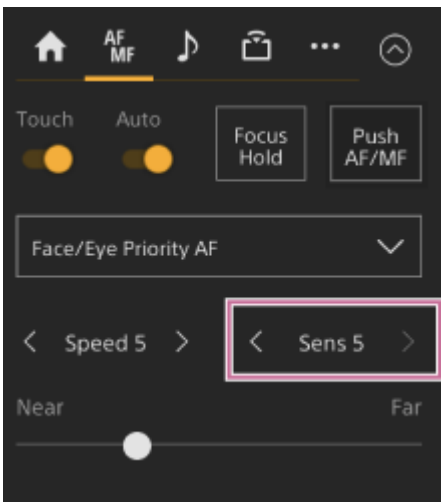 AF
MF
•••
Touch
Auto
Focus
Hold
Push
AF/MF
Face/Eye Priority AF
< Speed 5 >
< Sens 5 >
Near
Far